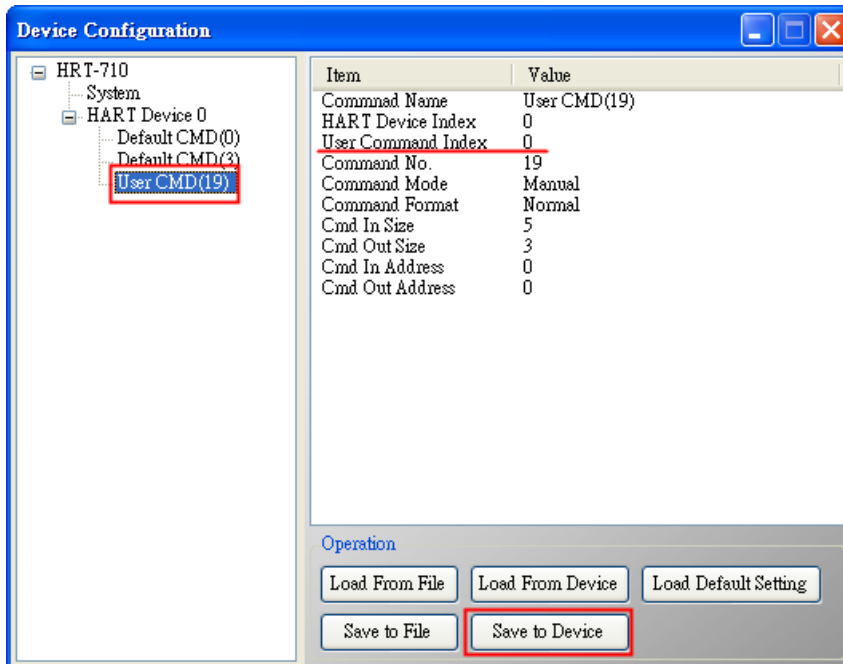 Device Configuration
HRT-710
System
HART Device 0
Default CMD(0)
Default CMD(3)
User CMD(19)
Item Value
Commnad Name User CMD(19)
HART Device Index 0
User Command Index 0
Command No. 19
Command Mode Manual
Command Format Normal
Cmd In Size 5
Cmd Out Size 3
Cmd In Address 0
Cmd Out Address 0
Operation
Load From File Load From Device Load Default Setting
Save to File Save to Device